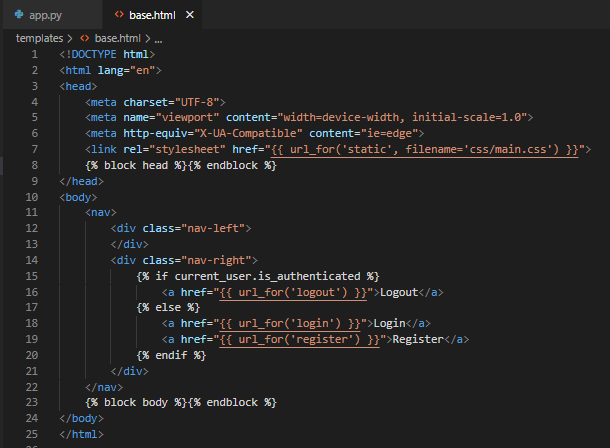 app.py base.html ×
templates > base.html > ...
1 <!DOCTYPE html>
2 <html lang="en">
3 <head>
4     <meta charset="UTF-8">
5     <meta name="viewport" content="width=device-width, initial-scale=1.0">
6     <meta http-equiv="X-UA-Compatible" content="ie=edge">
7     <link rel="stylesheet" href="{{ url_for('static', filename='css/main.css') }}">
8     {% block head %}{% endblock %}
9 </head>
10 <body>
11     <nav>
12         <div class="nav-left">
13         </div>
14         <div class="nav-right">
15             {% if current_user.is_authenticated %}
16                 <a href="{{ url_for('logout') }}">Logout</a>
17             {% else %}
18                 <a href="{{ url_for('login') }}">Login</a>
19                 <a href="{{ url_for('register') }}">Register</a>
20             {% endif %}
21         </div>
22     </nav>
23     {% block body %}{% endblock %}
24 </body>
25 </html>